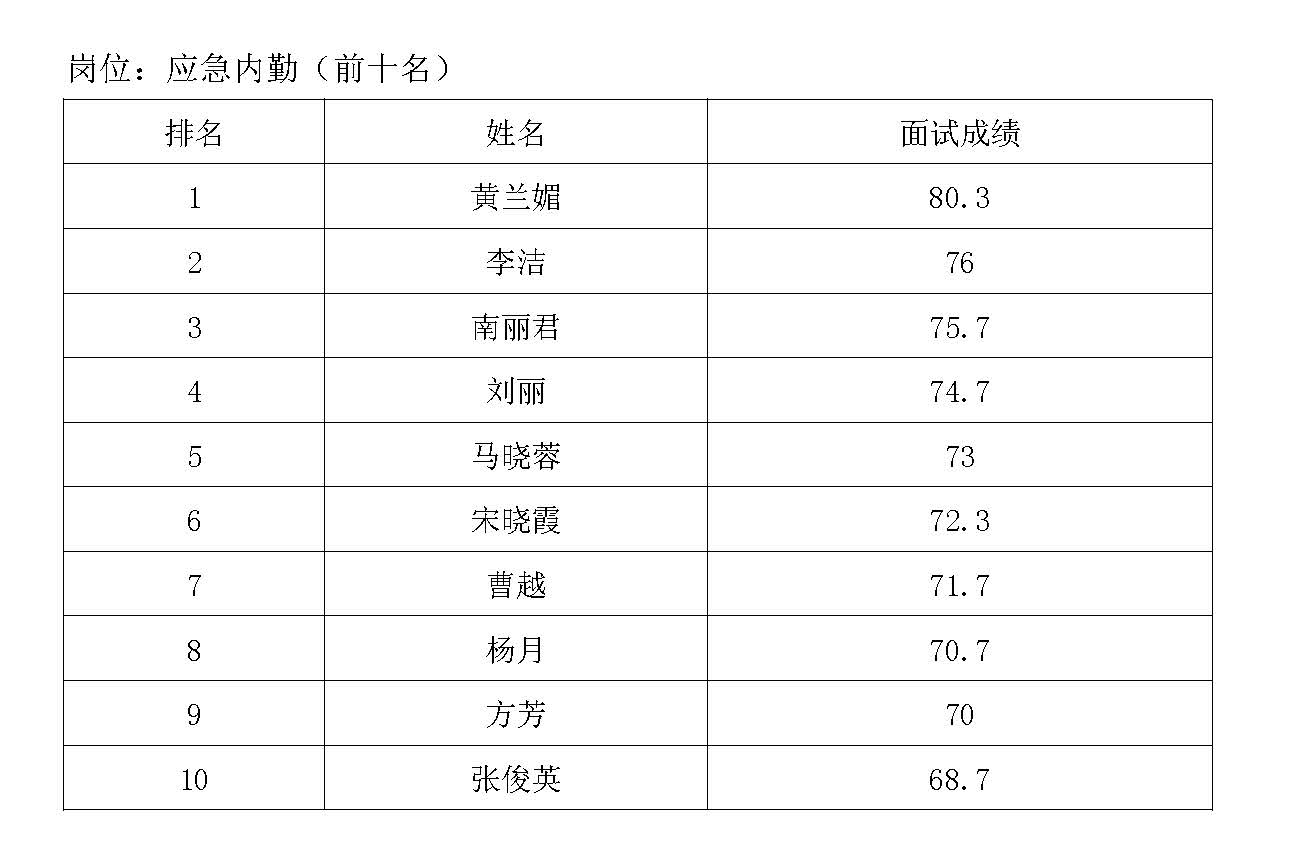 岗位：应急内勤（前十名）
排名 姓名 面试成绩
1 黄兰媚 80.3
2 李洁 76
3 南丽君 75.7
4 刘丽 74.7
5 马晓蓉 73
6 宋晓霞 72.3
7 曹越 71.7
8 杨月 70.7
9 方芳 70
10 张俊英 68.7